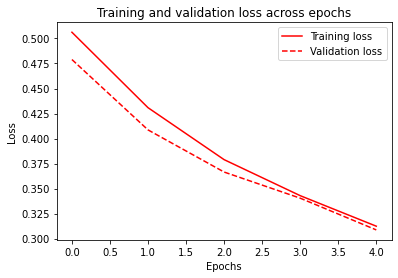 Training and validation loss across epochs
Training loss
Validation loss
0.500
0.475
0.450
0.425
0.400
0.375
0.350
0.325
0.300
Loss
0.0 0.5 1.0 1.5 2.0 2.5 3.0 3.5 4.0
Epochs